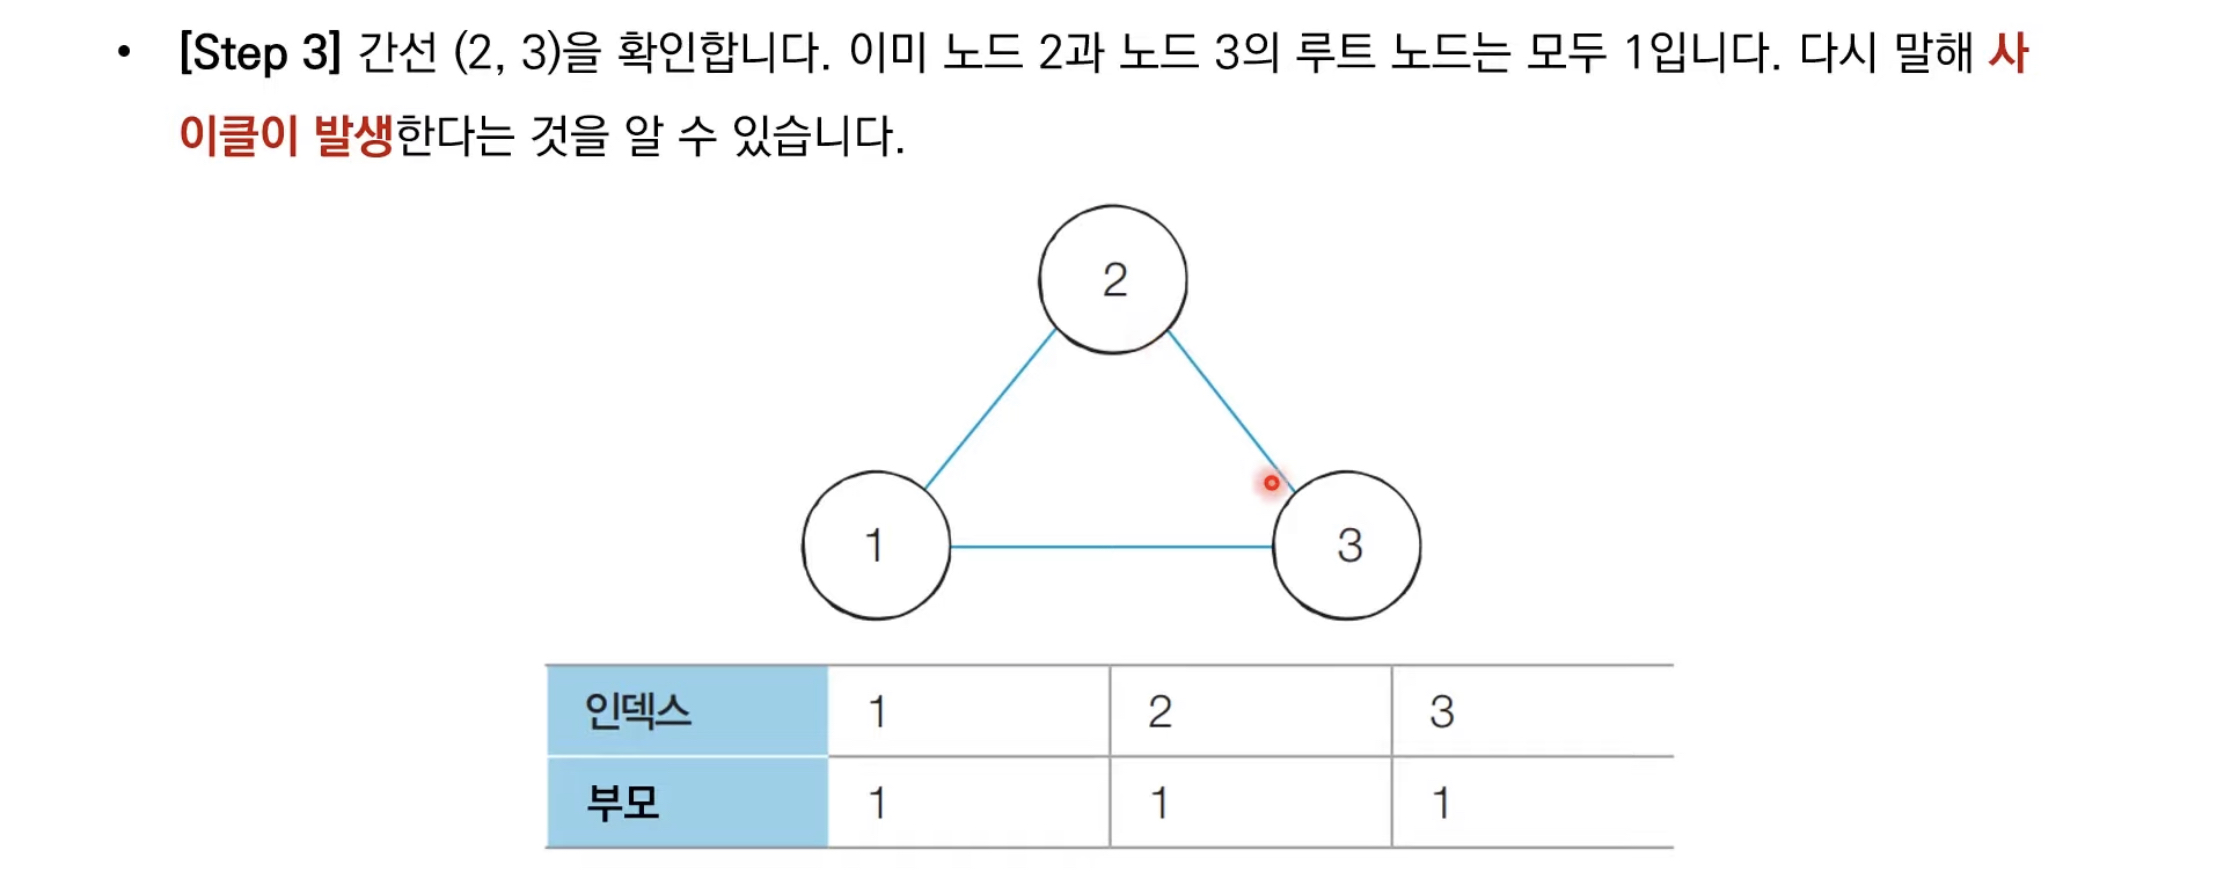 • [Step 3] 간선 (2, 3)을 확인합니다. 이미 노드 2과 노드 3의 루트 노드는 모두 1입니다. 다시 말해 사
이클이 발생한다는 것을 알 수 있습니다.
2
1 3
인덱스 1 2 3
부모 1 1 1